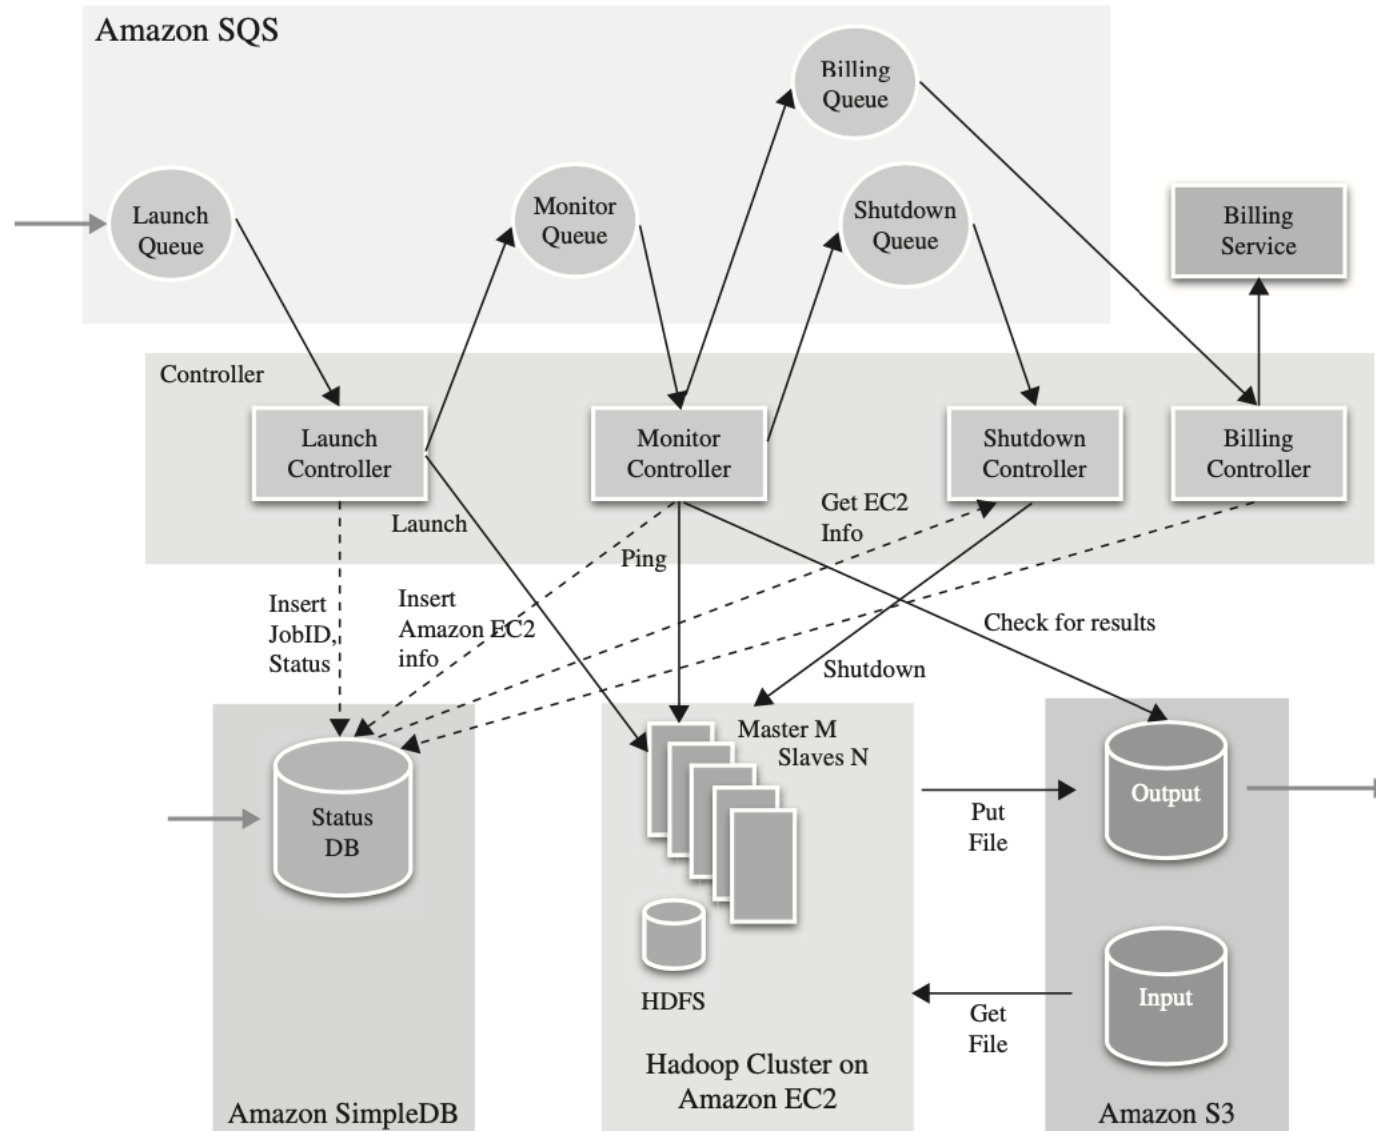 Amazon SQS
Billing
Queue
Launch
Queue
Monitor
Queue
Shutdown
Queue
Billing
Service
Controller
Launch
Controller
Monitor
Controller
Shutdown
Controller
Billing
Controller
Launch
Ping
Get EC2
Info
Insert
JobID,
Status
Insert
Amazon EC2
info
Check for results
Shutdown
Master M
Slaves N
Status
DB
HDFS
Put
File
Output
Get
File
Input
Amazon SimpleDB
Hadoop Cluster on
Amazon EC2
Amazon S3